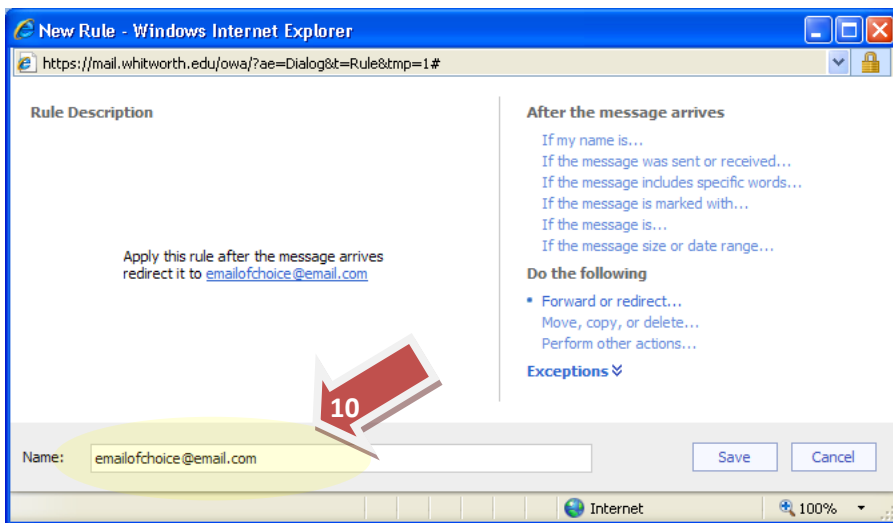 New Rule - Windows Internet Explorer
https://mail.whitworth.edu/owa/?ae=Dialog&t=Rule&tmp=1#
Rule Description
Apply this rule after the message arrives
redirect it to emailofchoice@email.com
After the message arrives
If my name is...
If the message was sent or received...
If the message includes specific words...
If the message is marked with...
If the message is...
If the message size or date range...
Do the following
• Forward or redirect...
Move, copy, or delete...
Perform other actions...
Exceptions
10
Name: emailofchoice@email.com Save Cancel
Internet 100%